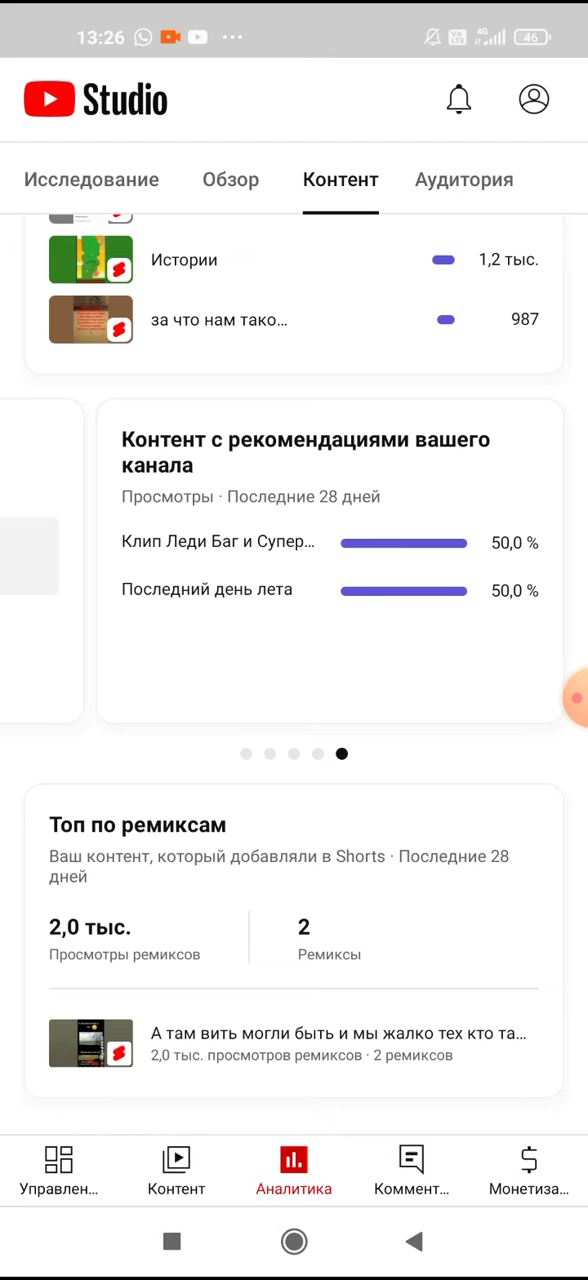 13:26
4G
46
Studio
Исследование Обзор Контент Аудитория
Истории 1,2 тыс.
за что нам тако... 987
Контент с рекомендациями вашего
канала
Просмотры · Последние 28 дней
Клип Леди Баг и Супер... 50,0 %
Последний день лета 50,0 %
Топ по ремиксам
Ваш контент, который добавляли в Shorts · Последние 28
дней
2,0 тыс. 2
Просмотры ремиксов Ремиксы
А там вить могли быть и мы жалко тех кто та...
2,0 тыс. просмотров ремиксов · 2 ремиксов
Управлен... Контент Аналитика Коммент... Монетиза...